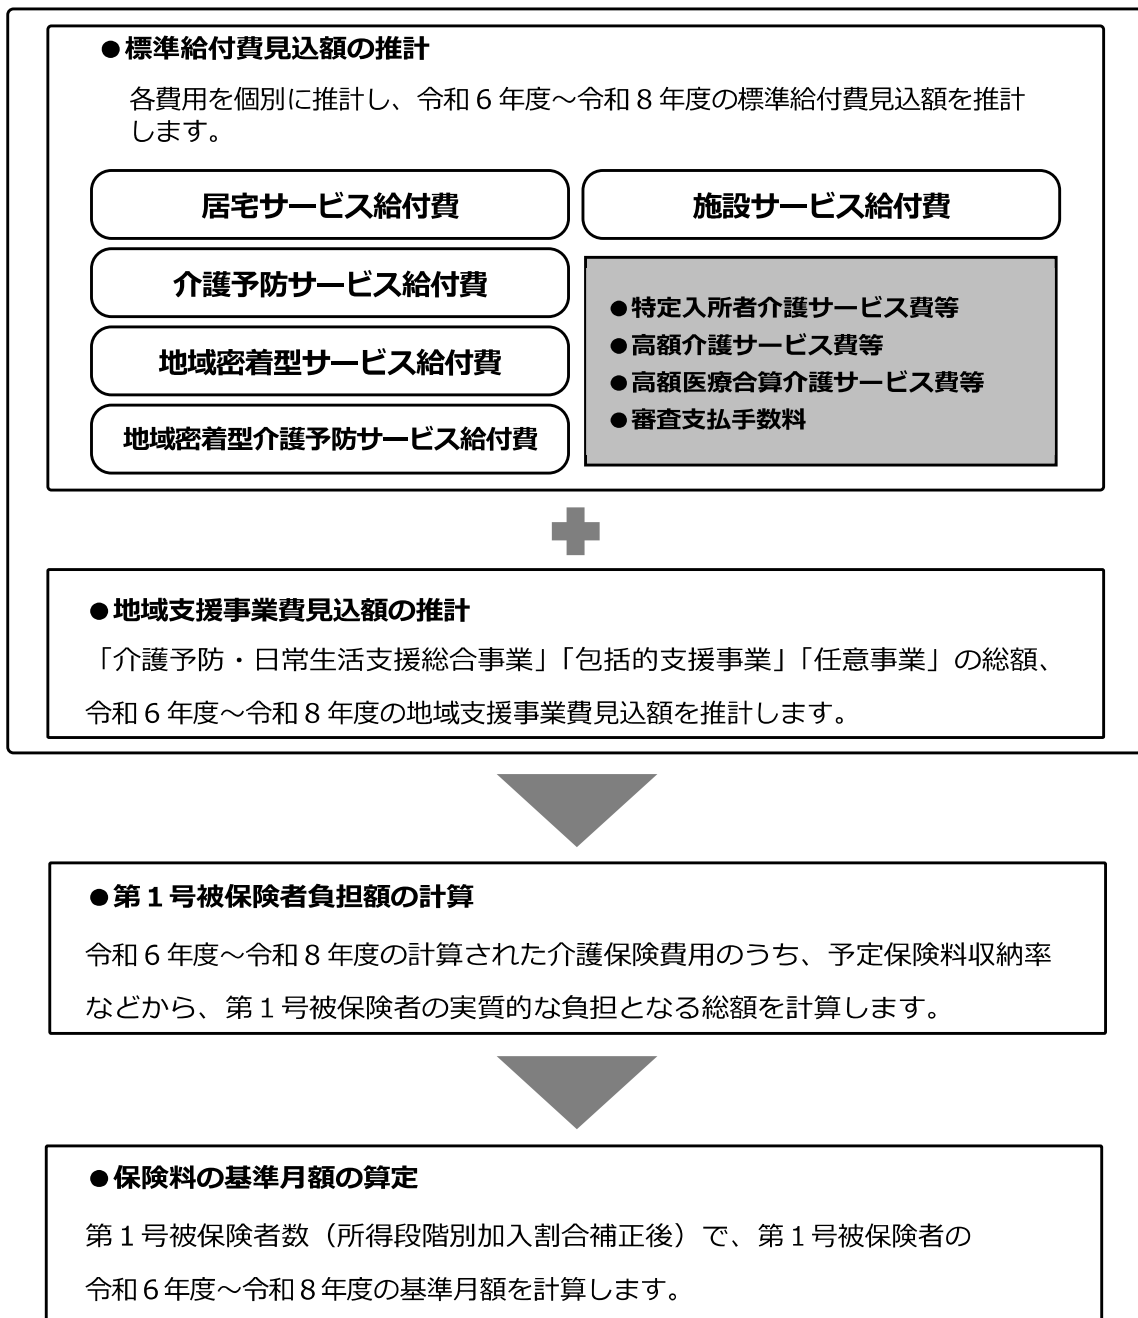 ●標準給付費見込額の推計
各費用を個別に推計し、令和６年度～令和８年度の標準給付費見込額を推計
します。
居宅サービス給付費
施設サービス給付費
介護予防サービス給付費
地域密着型サービス給付費
地域密着型介護予防サービス給付費
●特定入所者介護サービス費等
●高額介護サービス費等
●高額医療合算介護サービス費等
●審査支払手数料
●地域支援事業費見込額の推計
「介護予防・日常生活支援総合事業」「包括的支援事業」「任意事業」の総額、
令和６年度～令和８年度の地域支援事業費見込額を推計します。
●第１号被保険者負担額の計算
令和６年度～令和８年度の計算された介護保険費用のうち、予定保険料収納率
などから、第１号被保険者の実質的な負担となる総額を計算します。
●保険料の基準月額の算定
第１号被保険者数（所得段階別加入割合補正後）で、第１号被保険者の
令和６年度～令和８年度の基準月額を計算します。